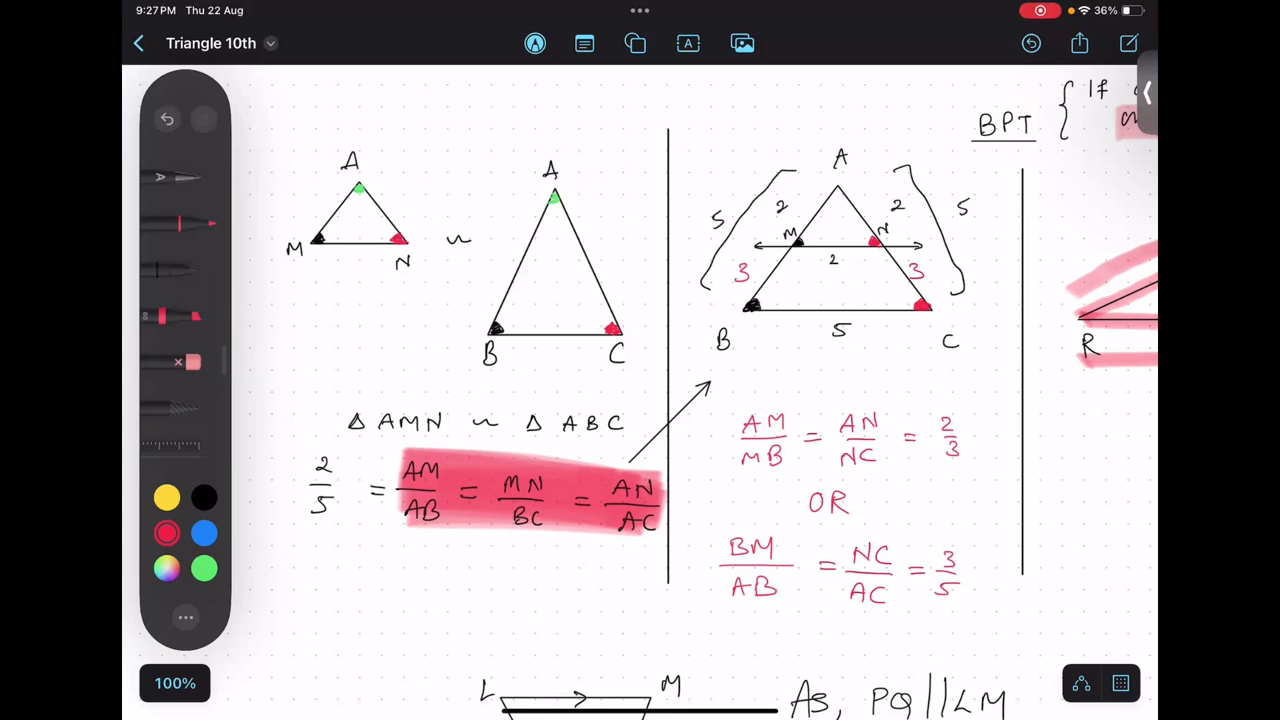 9:27 PM Thu 22 Aug
36%
Triangle 10th
A
M
N
~
A
B
C
Δ AMN ~ Δ ABC
2/5 = AM/AB = MN/BC = AN/AC
A
5
2
2
5
M
N
3
2
3
B
5
C
AM/MB = AN/NC = 2/3
OR
BM/AB = NC/AC = 3/5
BPT { If
R
L
M
As, PQ // LM
100%